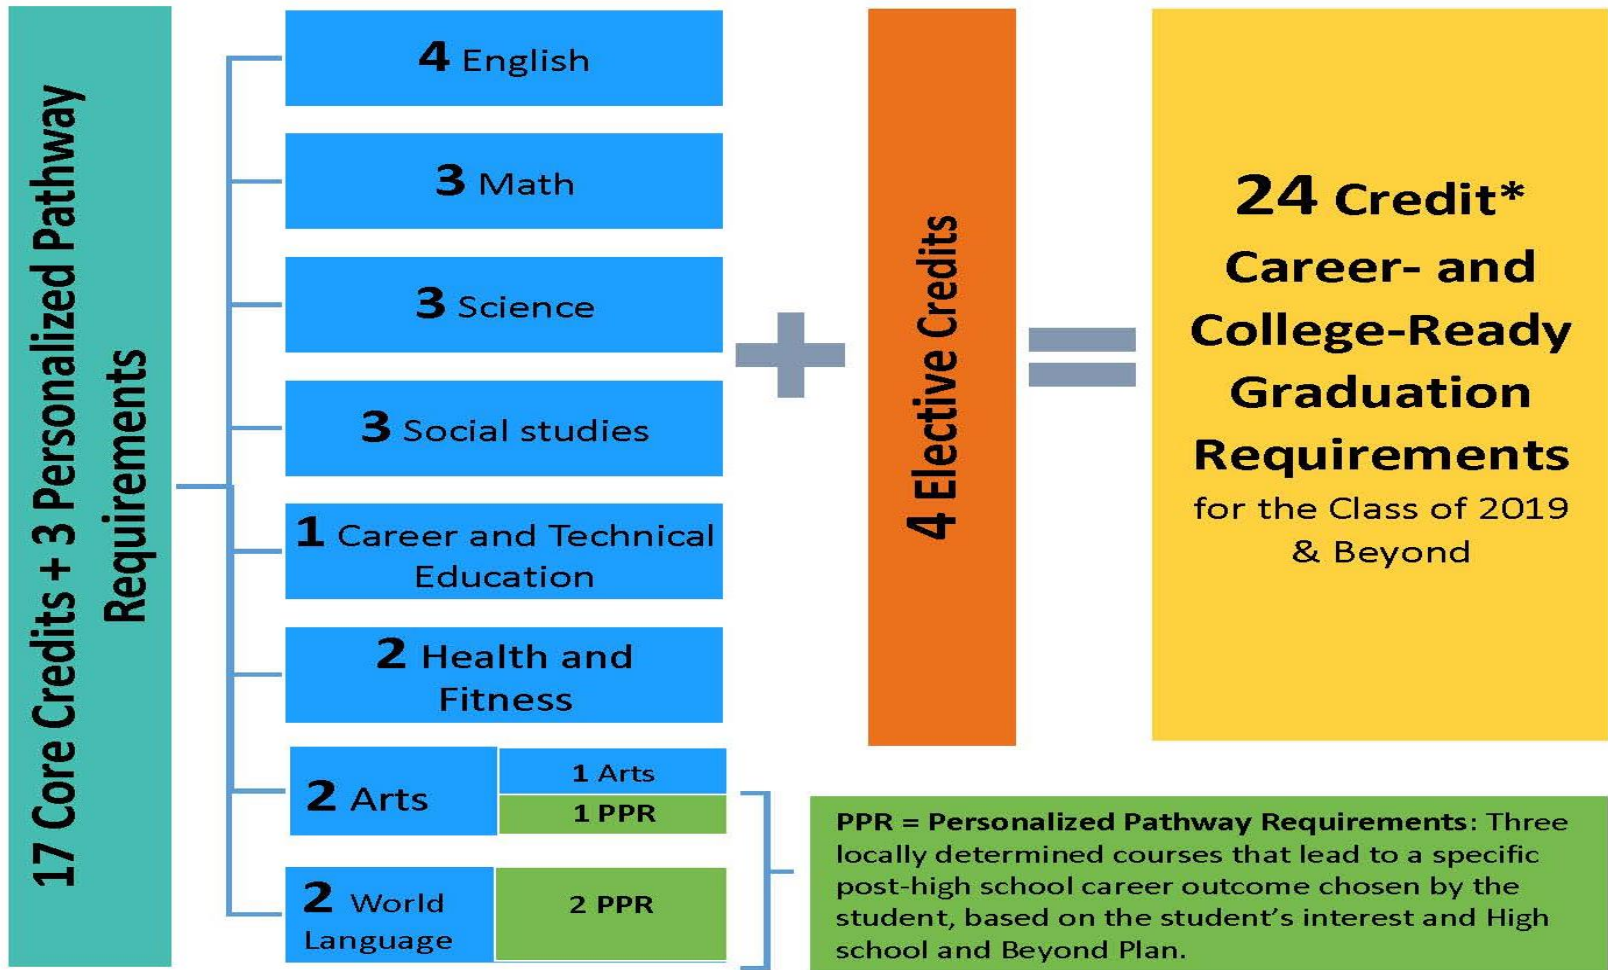 17 Core Credits + 3 Personalized Pathway
Requirements
4 English
3 Math
3 Science
3 Social studies
1 Career and Technical
Education
2 Health and
Fitness
2 Arts
1 Arts
1 PPR
2 World
Language
2 PPR
4 Elective Credits
24 Credit*
Career- and
College-Ready
Graduation
Requirements
for the Class of 2019
& Beyond
PPR = Personalized Pathway Requirements: Three
locally determined courses that lead to a specific
post-high school career outcome chosen by the
student, based on the student’s interest and High
school and Beyond Plan.